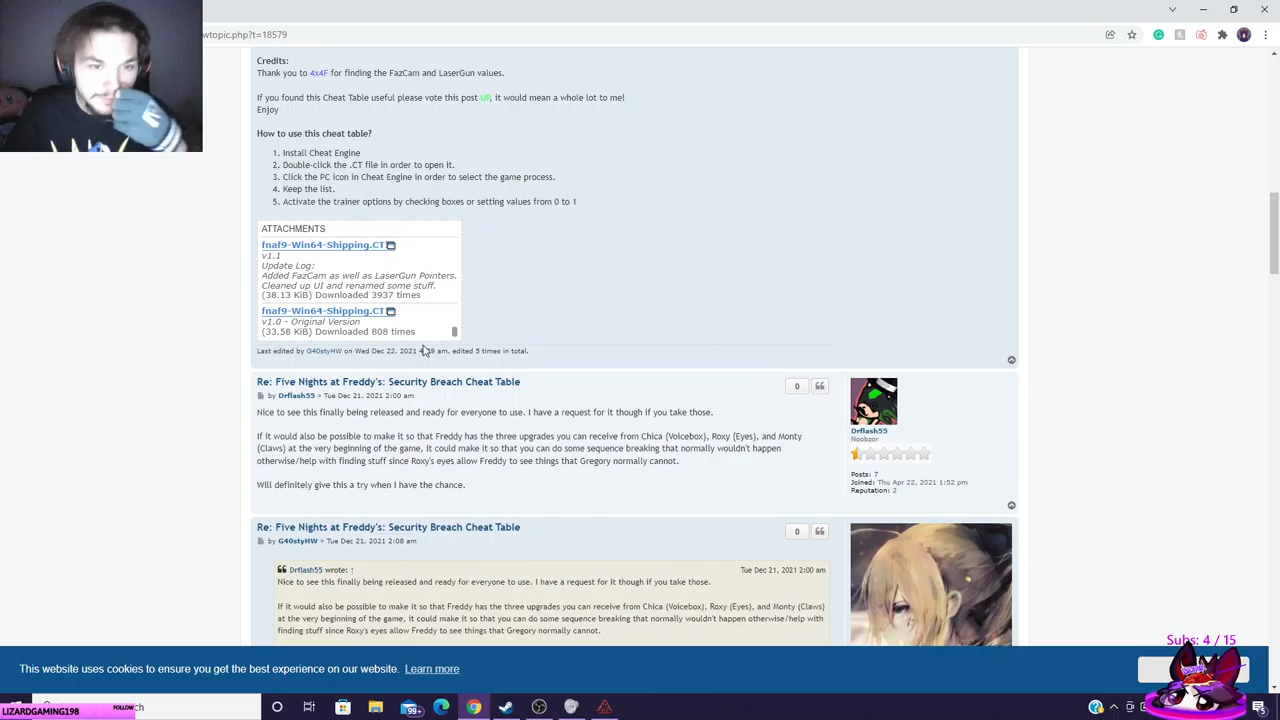 wtopic.php?t=18579
Credits:
Thank you to 4x4F for finding the FazCam and LaserGun values.
If you found this Cheat Table useful please vote this post UP, it would mean a whole lot to me!
Enjoy
How to use this cheat table?
1. Install Cheat Engine
2. Double-click the .CT file in order to open it.
3. Click the PC icon in Cheat Engine in order to select the game process.
4. Keep the list.
5. Activate the trainer options by checking boxes or setting values from 0 to 1
ATTACHMENTS
fnaf9-Win64-Shipping.CT
v1.1
Update Log:
Added FazCam as well as LaserGun Pointers.
Cleaned up UI and renamed some stuff.
(38.13 KiB) Downloaded 3937 times
fnaf9-Win64-Shipping.CT
v1.0 - Original Version
(33.58 KiB) Downloaded 808 times
Last edited by G40styHW on Wed Dec 22, 2021 am, edited 5 times in total.
Re: Five Nights at Freddy's: Security Breach Cheat Table
0
by Drflash55 » Tue Dec 21, 2021 2:00 am
Nice to see this finally being released and ready for everyone to use. I have a request for it though if you take those.
If it would also be possible to make it so that Freddy has the three upgrades you can receive from Chica (Voicebox), Roxy (Eyes), and Monty
(Claws) at the very beginning of the game, it could make it so that you can do some sequence breaking that normally wouldn't happen
otherwise/help with finding stuff since Roxy's eyes allow Freddy to see things that Gregory normally cannot.
Will definitely give this a try when I have the chance.
Drflash55
Noobzor
Posts: 7
Joined: Thu Apr 22, 2021 1:52 pm
Reputation: 2
Re: Five Nights at Freddy's: Security Breach Cheat Table
0
by G40styHW » Tue Dec 21, 2021 2:08 am
Drflash55 wrote: ↑
Tue Dec 21, 2021 2:00 am
Nice to see this finally being released and ready for everyone to use. I have a request for it though if you take those.
If it would also be possible to make it so that Freddy has the three upgrades you can receive from Chica (Voicebox), Roxy (Eyes), and Monty (Claws)
at the very beginning of the game, it could make it so that you can do some sequence breaking that normally wouldn't happen otherwise/help with
finding stuff since Roxy's eyes allow Freddy to see things that Gregory normally cannot.
Subs: 4 / 15
This website uses cookies to ensure you get the best experience on our website. Learn more
LIZARDGAMING198
FOLLOW
99+